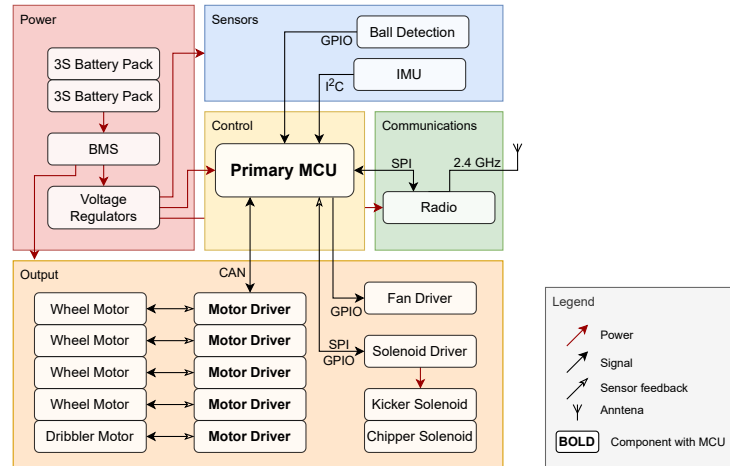 Power
3S Battery Pack
3S Battery Pack
BMS
Voltage
Regulators
Sensors
Ball Detection
GPIO
IMU
I²C
Control
Primary MCU
Communications
SPI
2.4 GHz
Radio
Output
CAN
Wheel Motor
Motor Driver
Wheel Motor
Motor Driver
Wheel Motor
Motor Driver
Wheel Motor
Motor Driver
Dribbler Motor
Motor Driver
Fan Driver
GPIO
SPI
GPIO
Solenoid Driver
Kicker Solenoid
Chipper Solenoid
Legend
Power
Signal
Sensor feedback
Anntena
BOLD
Component with MCU